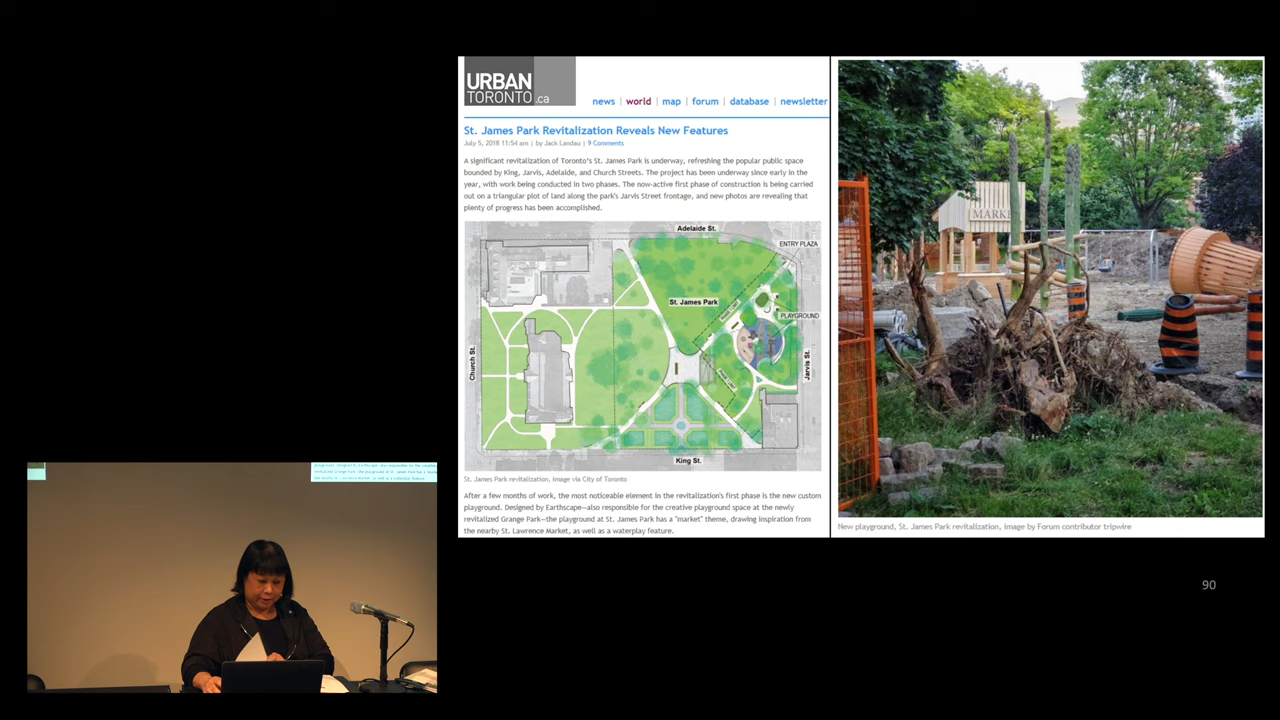 URBAN
TORONTO.ca
news | world | map | forum | database | newsletter
St. James Park Revitalization Reveals New Features
July 5, 2018 11:54 am | by Jack Landau | 9 Comments
A significant revitalization of Toronto's St. James Park is underway, refreshing the popular public space
bounded by King, Jarvis, Adelaide, and Church Streets. The project has been underway since early in the
year, with work being conducted in two phases. The now-active first phase of construction is being carried
out on a triangular plot of land along the park's Jarvis Street frontage, and new photos are revealing that
plenty of progress has been accomplished.
Adelaide St.
ENTRY PLAZA
St. James Park
PLAYGROUND
Church St.
Jarvis St.
King St.
St. James Park revitalization, image via City of Toronto
After a few months of work, the most noticeable element in the revitalization's first phase is the new custom
playground. Designed by Earthscape—also responsible for the creative playground space at the newly
revitalized Grange Park—the playground at St. James Park has a "market" theme, drawing inspiration from
the nearby St. Lawrence Market, as well as a waterplay feature.
MARKE
New playground, St. James Park revitalization, image by Forum contributor tripwire
90